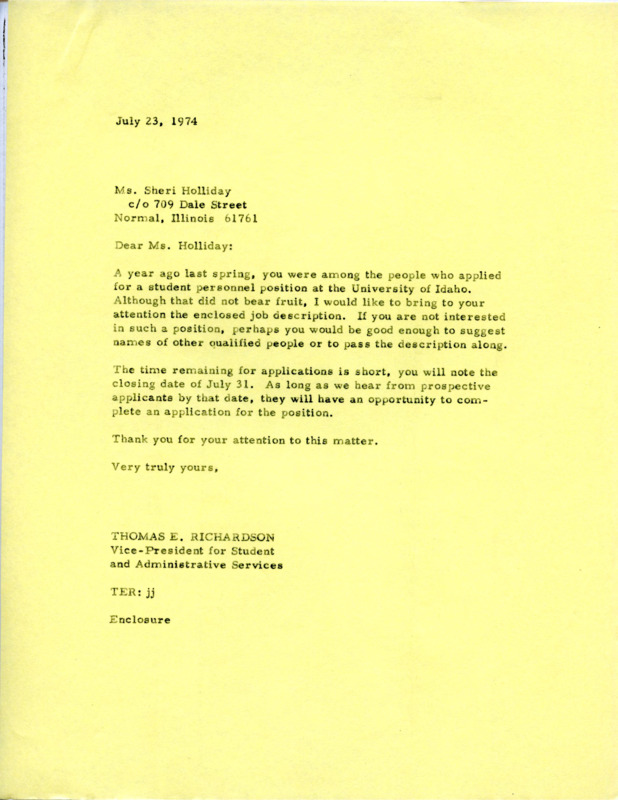 July 23, 1974
Ms. Sheri Holliday
c/o 709 Dale Street
Normal, Illinois 61761
Dear Ms. Holliday:
A year ago last spring, you were among the people who applied
for a student personnel position at the University of Idaho.
Although that did not bear fruit, I would like to bring to your
attention the enclosed job description. If you are not interested
in such a position, perhaps you would be good enough to suggest
names of other qualified people or to pass the description along.
The time remaining for applications is short, you will note the
closing date of July 31. As long as we hear from prospective
applicants by that date, they will have an opportunity to com-
plete an application for the position.
Thank you for your attention to this matter.
Very truly yours,
THOMAS E. RICHARDSON
Vice-President for Student
and Administrative Services
TER: jj
Enclosure